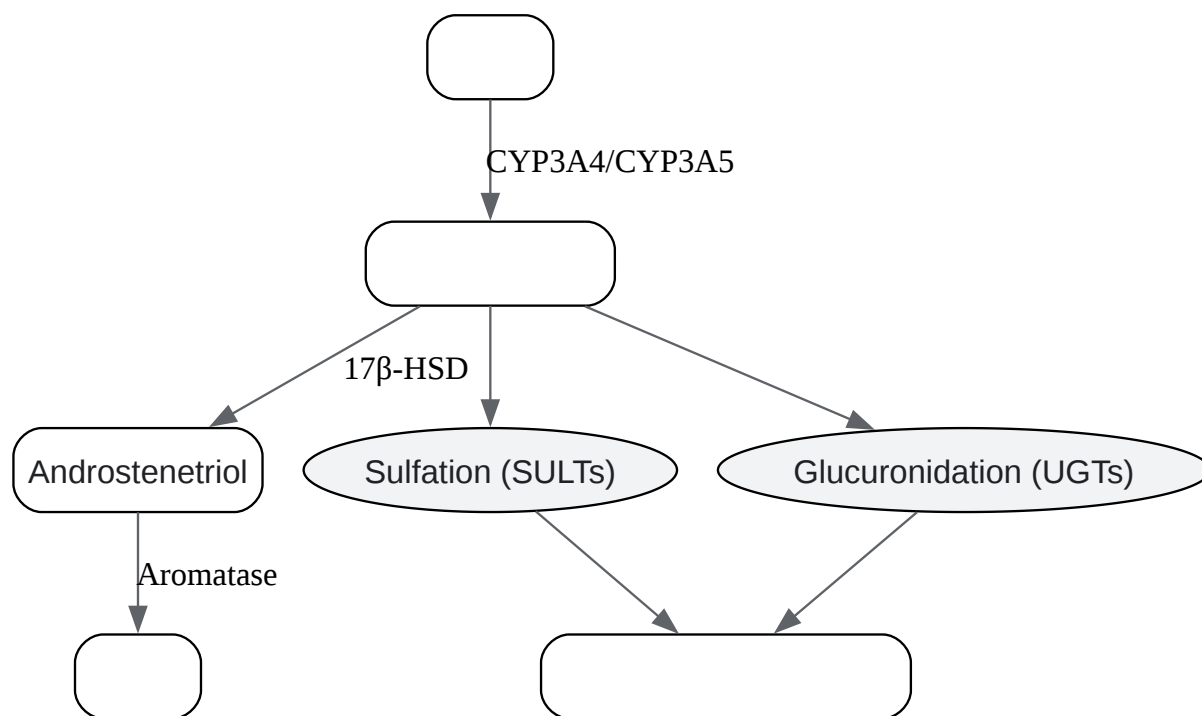 CYP3A4/CYP3A5
17β-HSD
Androstenetriol
Sulfation (SULTs)
Glucuronidation (UGTs)
Aromatase